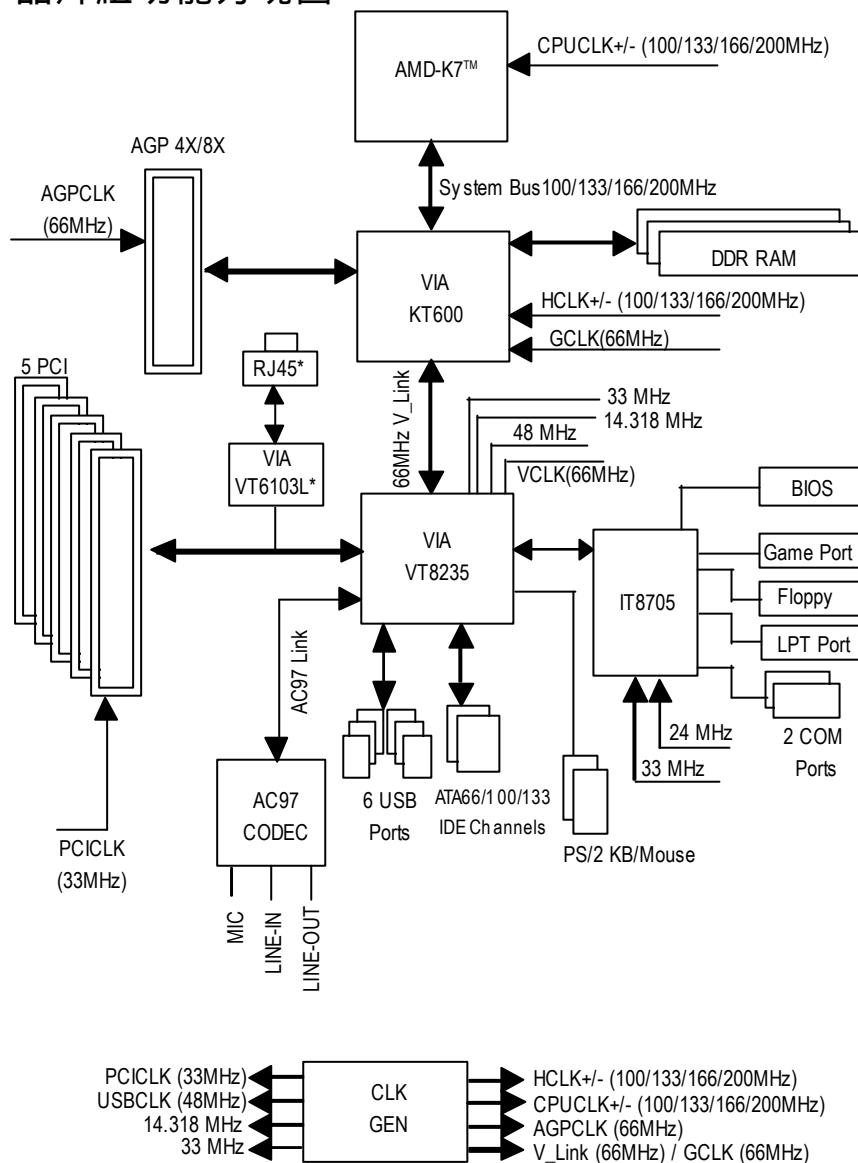 AMD-K7™
CPUCLK+/- (100/133/166/200MHz)
AGP 4X/8X
System Bus100/133/166/200MHz
AGPCLK
(66MHz)
DDR RAM
VIA
KT600
HCLK+/- (100/133/166/200MHz)
GCLK(66MHz)
5 PCI
RJ45*
66MHz V_Link
33 MHz
14.318 MHz
48 MHz
VCLK(66MHz)
VIA
VT6103L*
BIOS
VIA
VT8235
Game Port
IT8705
Floppy
LPT Port
AC97 Link
24 MHz
33 MHz
2 COM
Ports
AC97
CODEC
6 USB
Ports
ATA66/100/133
IDE Channels
PS/2 KB/Mouse
PCICLK
(33MHz)
MIC
LINE-IN
LINE-OUT
PCICLK (33MHz)
USBCLK (48MHz)
14.318 MHz
33 MHz
CLK
GEN
HCLK+/- (100/133/166/200MHz)
CPUCLK+/- (100/133/166/200MHz)
AGPCLK (66MHz)
V_Link (66MHz) / GCLK (66MHz)